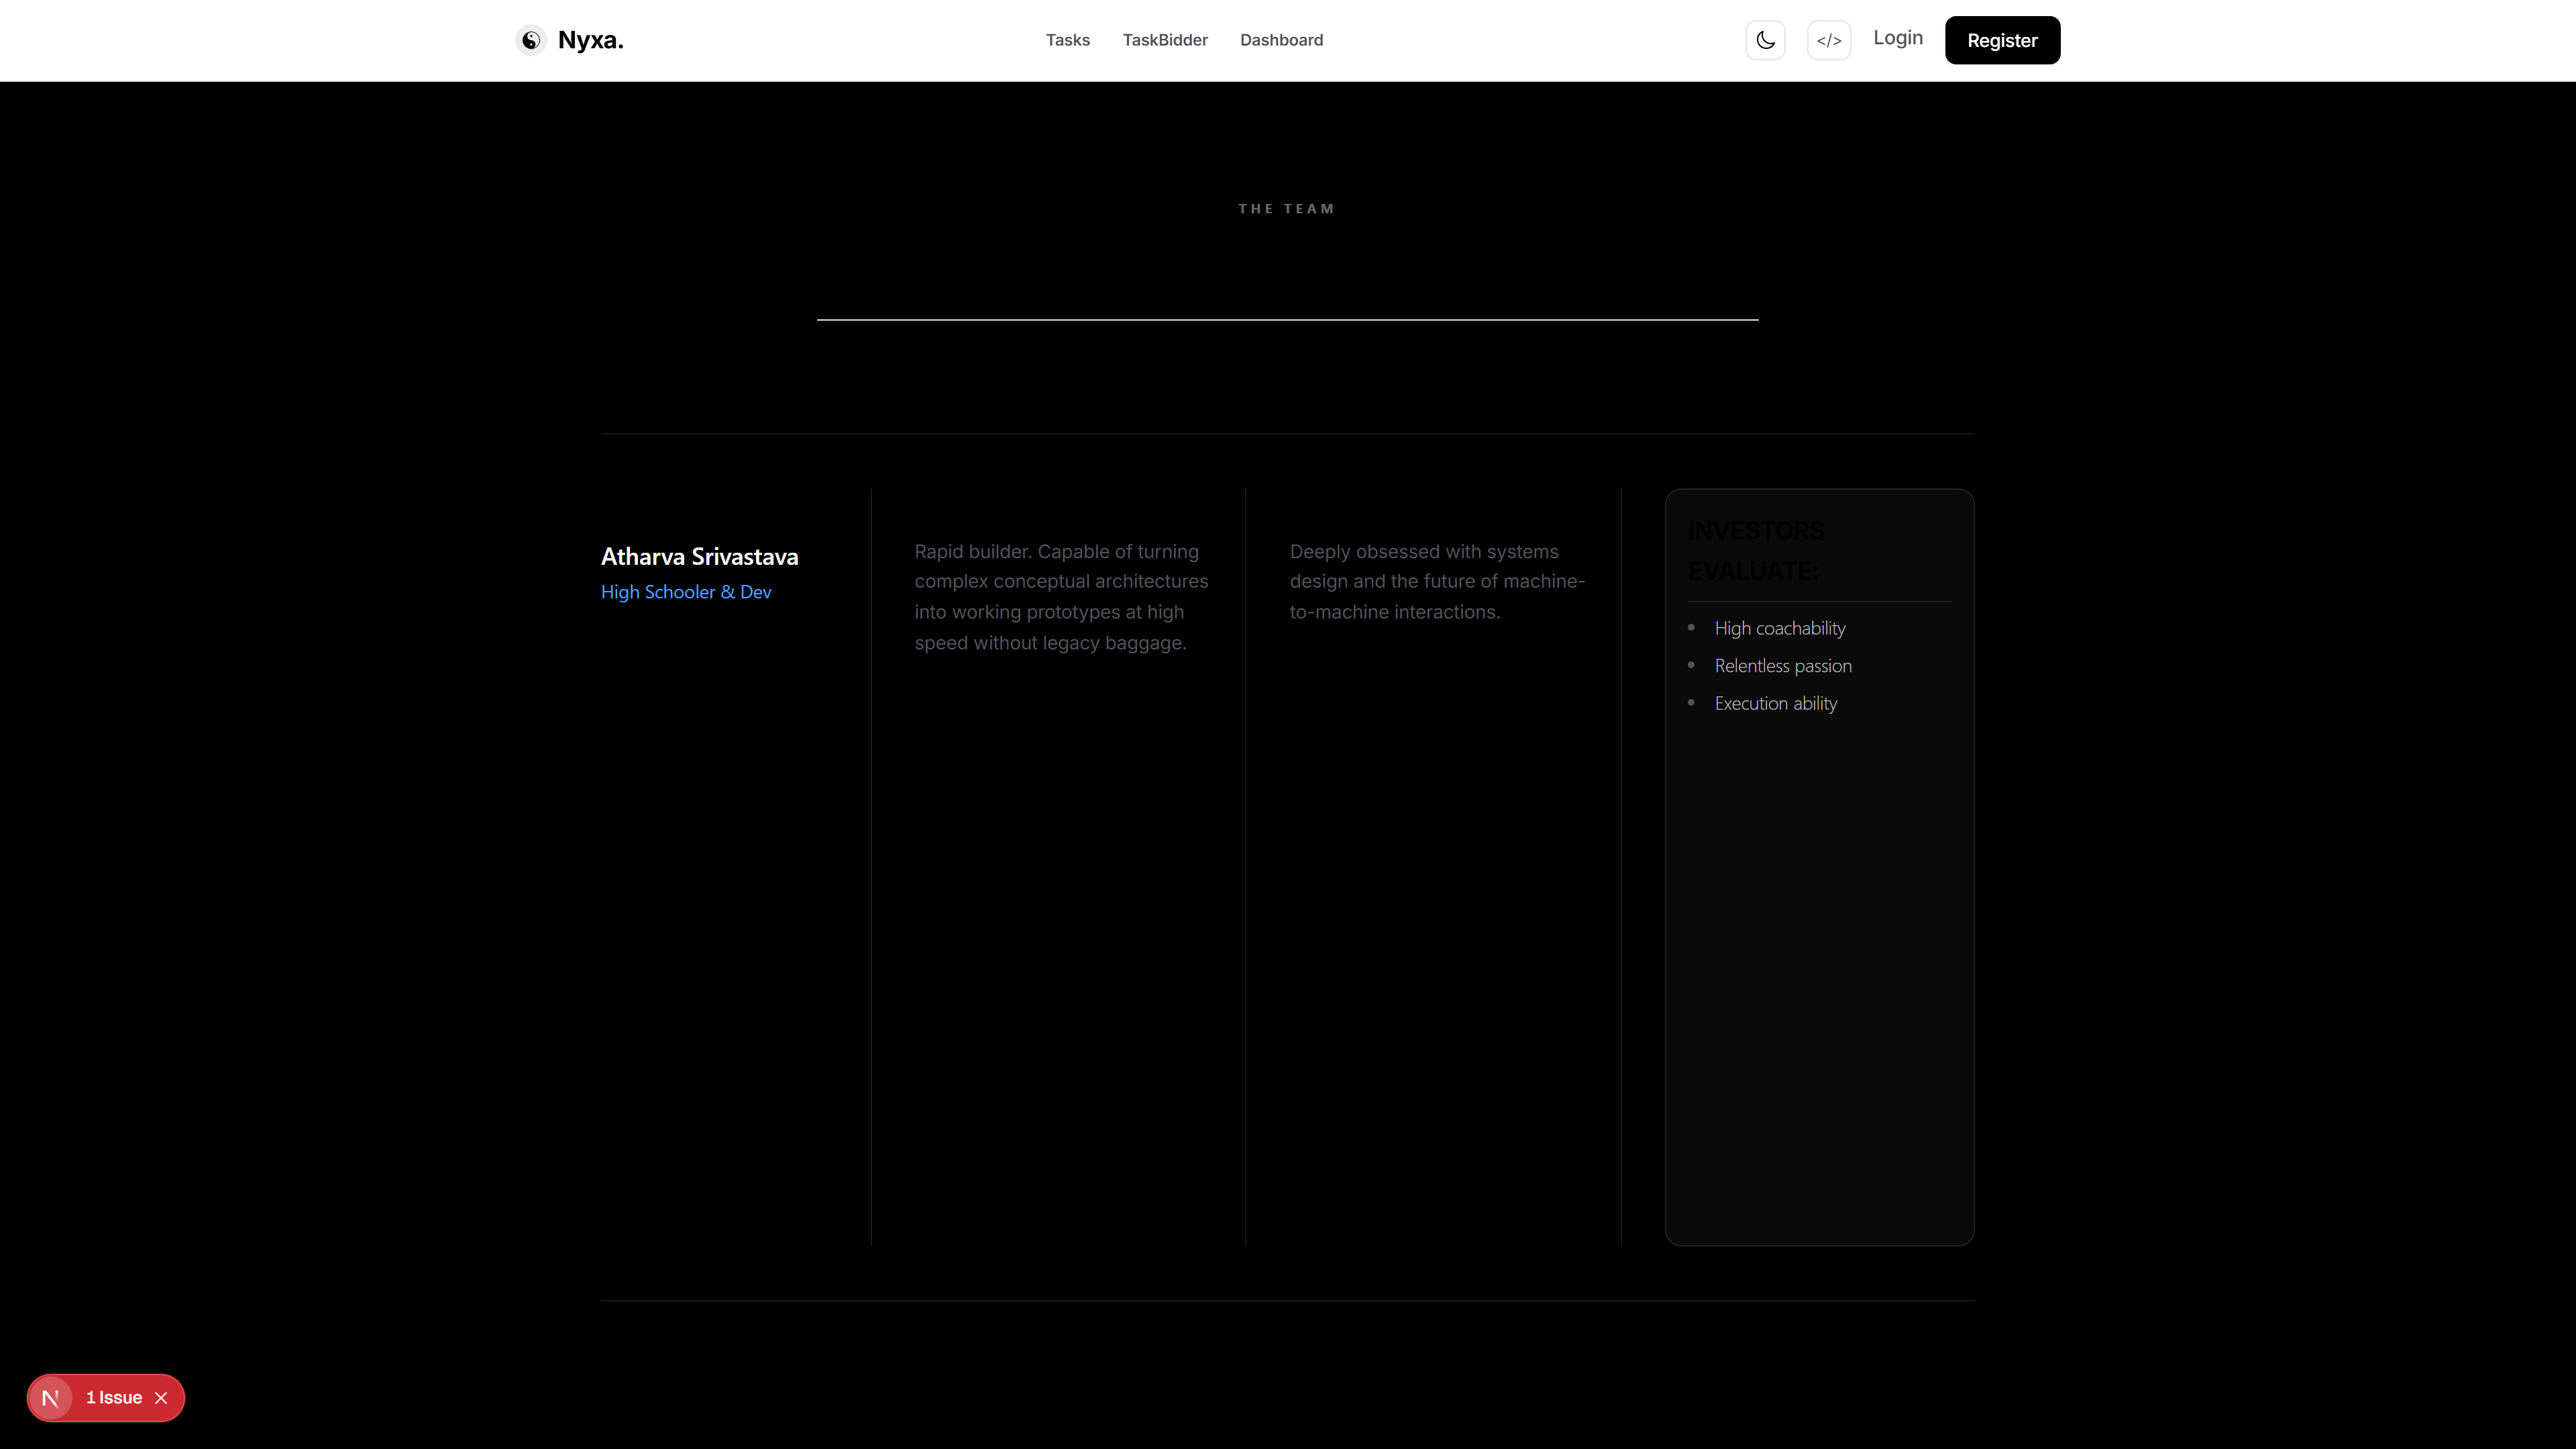 Nyxa.
Tasks
TaskBidder
Dashboard
</>
Login
Register
THE TEAM
Atharva Srivastava
High Schooler & Dev
Rapid builder. Capable of turning
complex conceptual architectures
into working prototypes at high
speed without legacy baggage.
Deeply obsessed with systems
design and the future of machine-
to-machine interactions.
INVESTORS
EVALUATE:
High coachability
Relentless passion
Execution ability
N
1 Issue